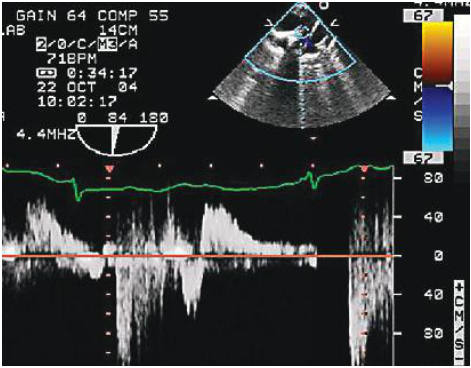 GAIN 64 COMP 55
LAB 14CM
2/0/C/M3/A
71BPM
0:34:17
22 OCT 04
10:02:17
0 84 180
4.4MHZ
67
CM/S
67
80
40
0
40
80
+CM/S-